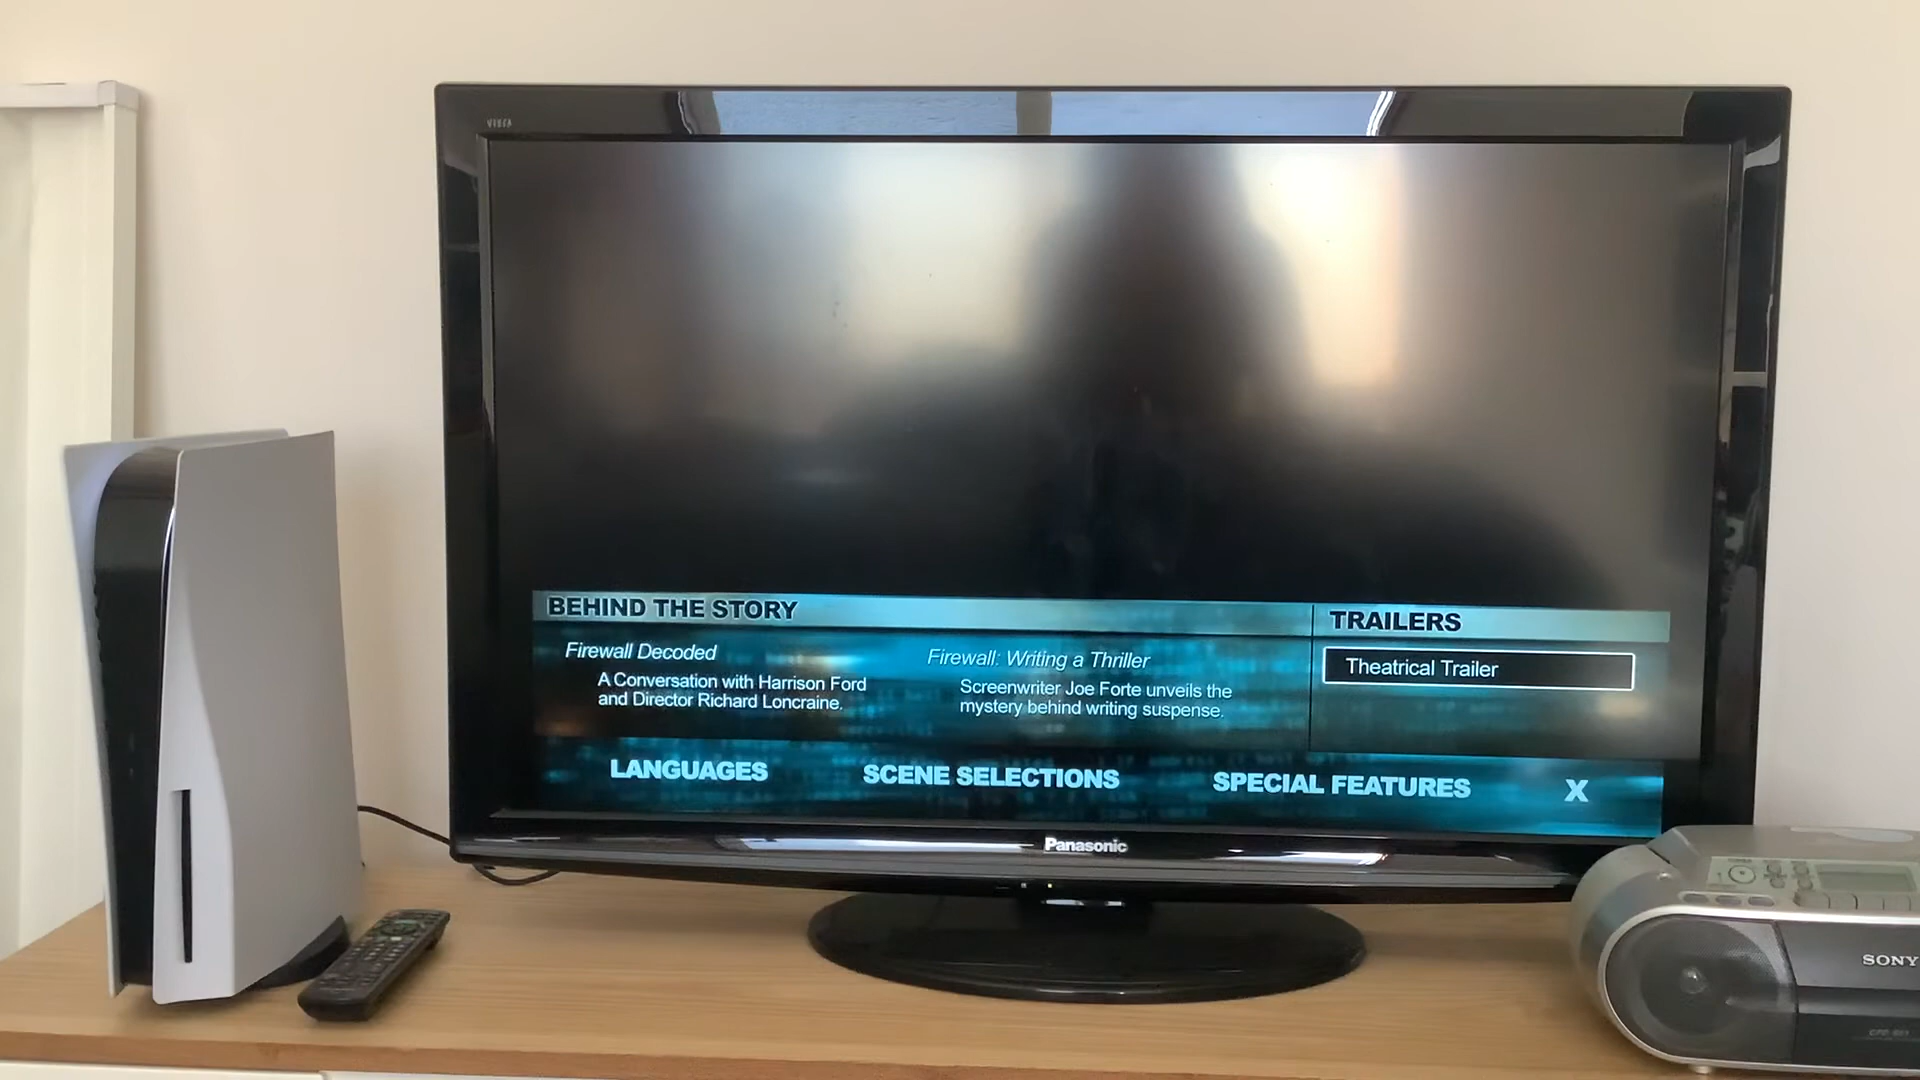 VIERA
BEHIND THE STORY
TRAILERS
Firewall Decoded
A Conversation with Harrison Ford
and Director Richard Loncraine.
Firewall: Writing a Thriller
Screenwriter Joe Forte unveils the
mystery behind writing suspense.
Theatrical Trailer
LANGUAGES
SCENE SELECTIONS
SPECIAL FEATURES
X
Panasonic
SONY